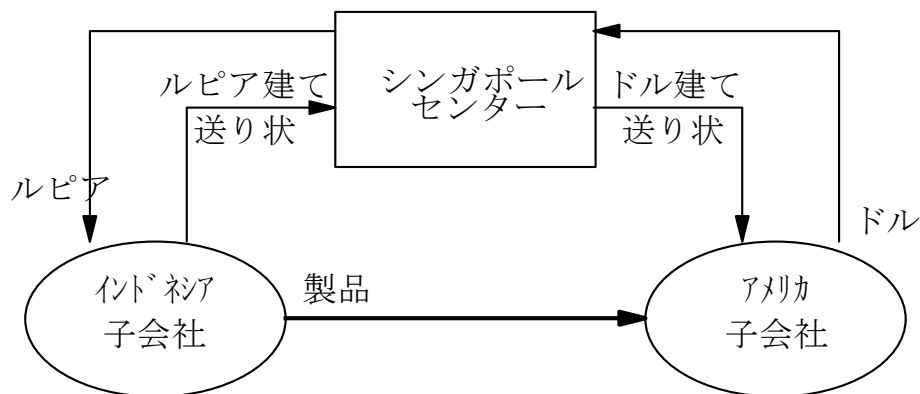 シンガポール
センター
ルピア建て
送り状
ドル建て
送り状
ルピア
ドル
インドネシア
子会社
製品
アメリカ
子会社